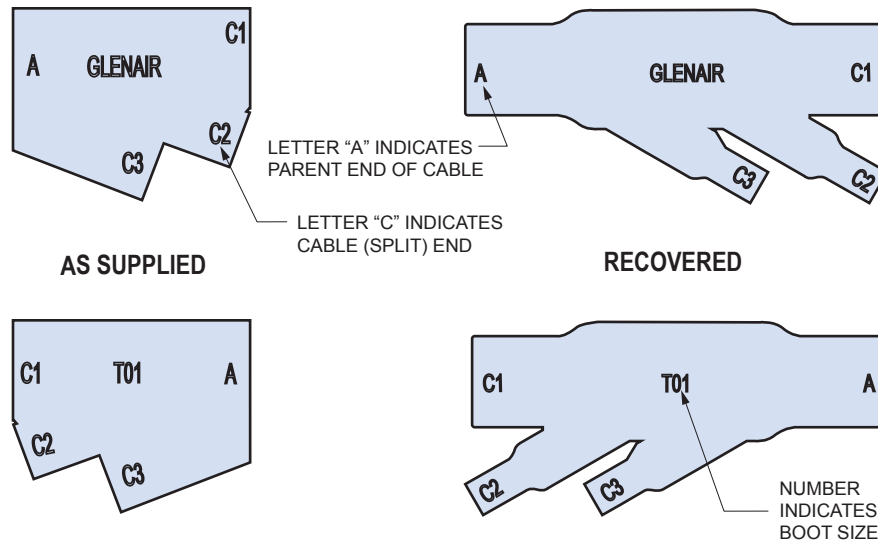 C1
A GLENAIR
C2
C3
A GLENAIR C1
C3
C2
LETTER “A” INDICATES
PARENT END OF CABLE
LETTER “C” INDICATES
CABLE (SPLIT) END
AS SUPPLIED
RECOVERED
C1 T01 A
C2
C3
C1 T01 A
C2
C3
NUMBER
INDICATES
BOOT SIZE